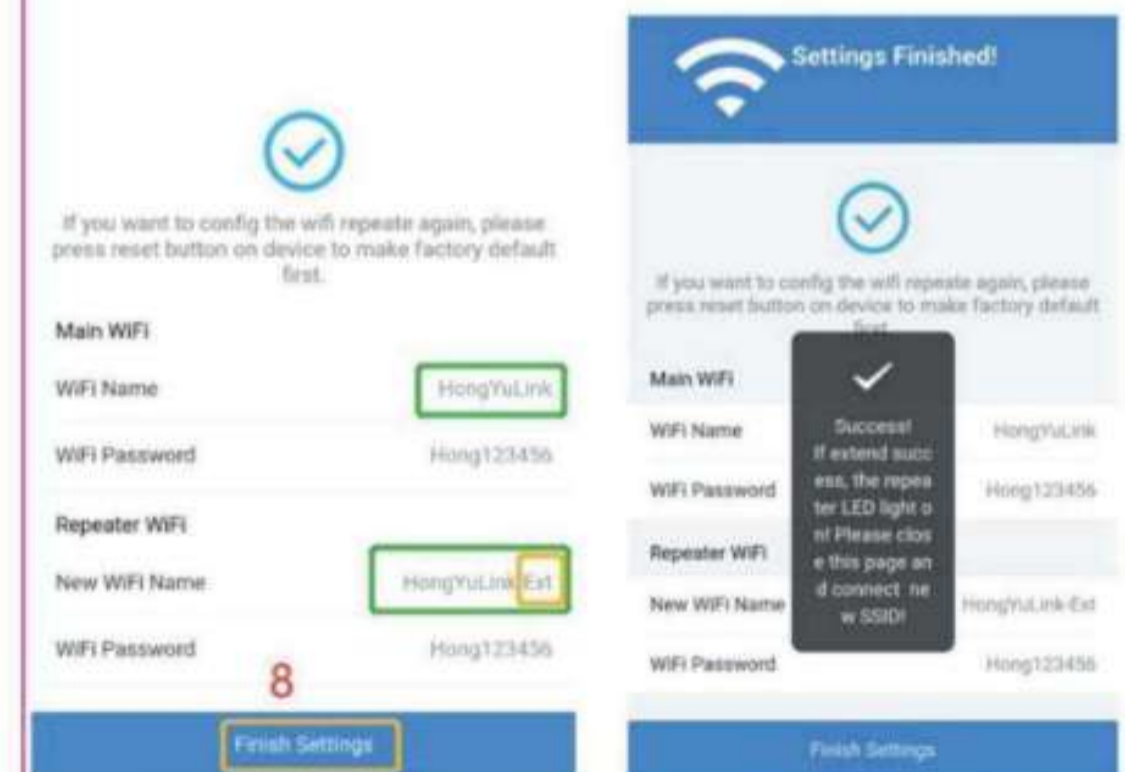 If you want to config the wifi repeate again, please
press reset button on device to make factory default
first.
Main WiFi
WiFi Name HongYuLink
WiFi Password Hong123456
Repeater WiFi
New WiFi Name HongYuLink-Ext
WiFi Password Hong123456
8
Finish Settings
Settings Finished!
If you want to config the wifi repeate again, please
press reset button on device to make factory default
first.
Main WiFi
WiFi Name HongYuLink
WiFi Password Hong123456
Repeater WiFi
New WiFi Name HongYuLink-Ext
WiFi Password Hong123456
Success!
If extend succ
ess, the repea
ter LED light o
n! Please clos
e this page an
d connect ne
w SSID!
Finish Settings